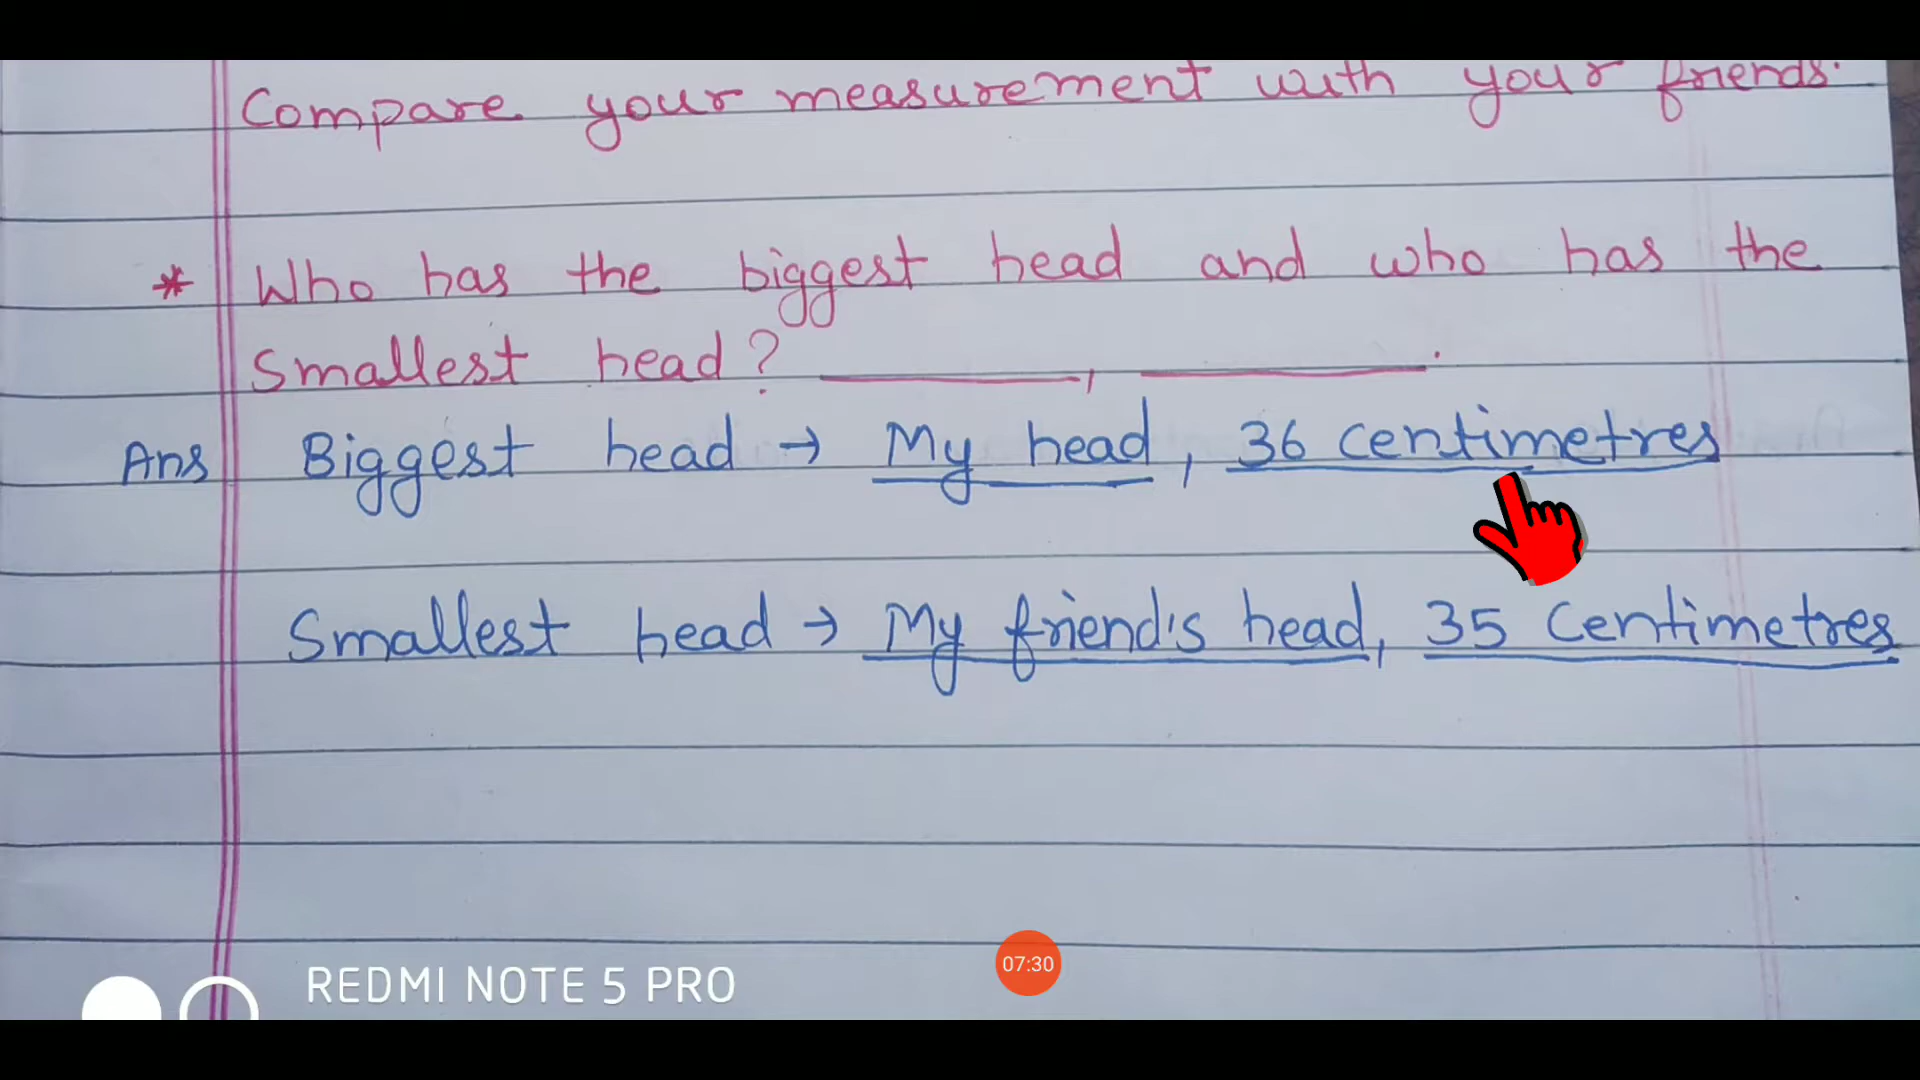 Compare your measurement with your friends.
* Who has the biggest head and who has the
Smallest head? ________, ________.
Ans Biggest head → My head, 36 centimetres
Smallest head → My friend's head, 35 Centimetres
REDMI NOTE 5 PRO
07:30